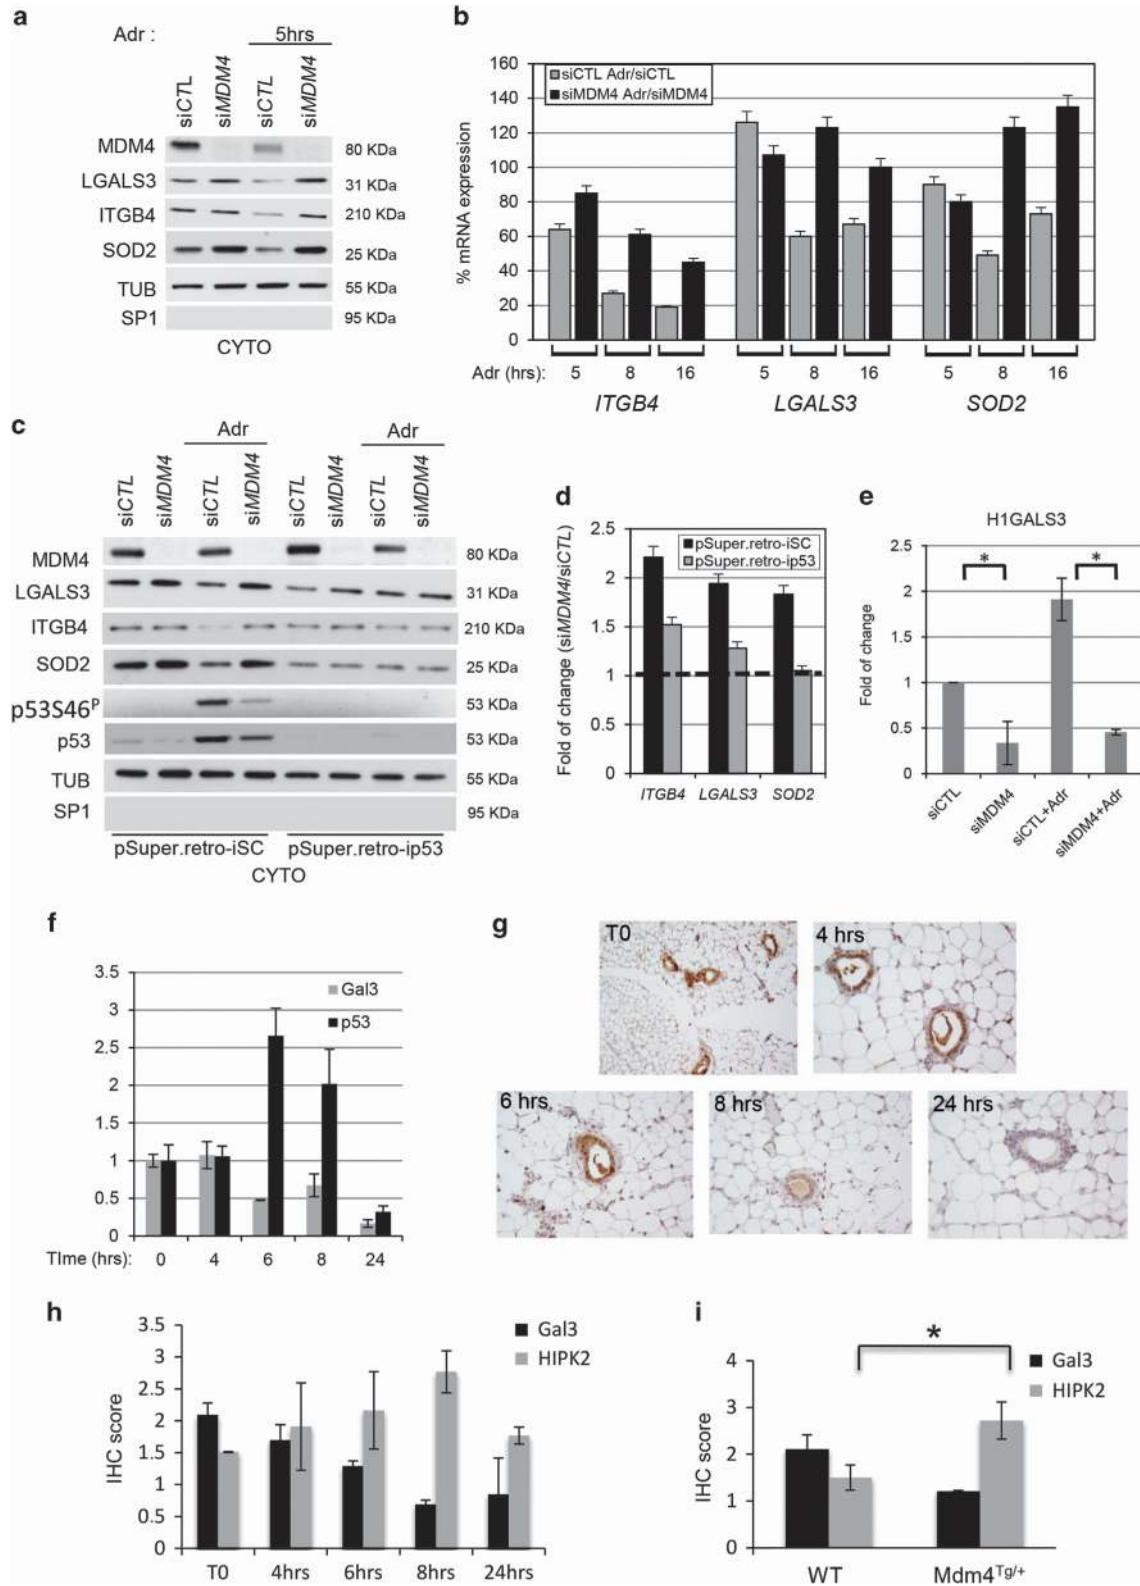 a
Adr :
5hrs
siCTL
siMDM4
siCTL
siMDM4
MDM4
80 KDa
LGALS3
31 KDa
ITGB4
210 KDa
SOD2
25 KDa
TUB
55 KDa
SP1
95 KDa
CYTO
b
siCTL Adr/siCTL
siMDM4 Adr/siMDM4
% mRNA expression
160
140
120
100
80
60
40
20
0
Adr (hrs): 5 8 16 5 8 16 5 8 16
ITGB4 LGALS3 SOD2
c
Adr Adr
siCTL
siMDM4
siCTL
siMDM4
siCTL
siMDM4
siCTL
siMDM4
MDM4
80 KDa
LGALS3
31 KDa
ITGB4
210 KDa
SOD2
25 KDa
p53S46ᴾ
53 KDa
p53
53 KDa
TUB
55 KDa
SP1
95 KDa
pSuper.retro-iSC pSuper.retro-ip53
CYTO
d
Fold of change (siMDM4/siCTL)
2.5
2
1.5
1
0.5
0
pSuper.retro-iSC
pSuper.retro-ip53
ITGB4 LGALS3 SOD2
e
H1GALS3
Fold of change
2.5
2
1.5
1
0.5
0
* *
siCTL
siMDM4
siCTL+Adr
siMDM4+Adr
f
3.5
3
2.5
2
1.5
1
0.5
0
Gal3
p53
TIme (hrs): 0 4 6 8 24
g
T0
4 hrs
6 hrs
8 hrs
24 hrs
h
IHC score
3.5
3
2.5
2
1.5
1
0.5
0
Gal3
HIPK2
T0 4hrs 6hrs 8hrs 24hrs
i
IHC score
4
3
2
1
0
*
Gal3
HIPK2
WT Mdm4Tg/+